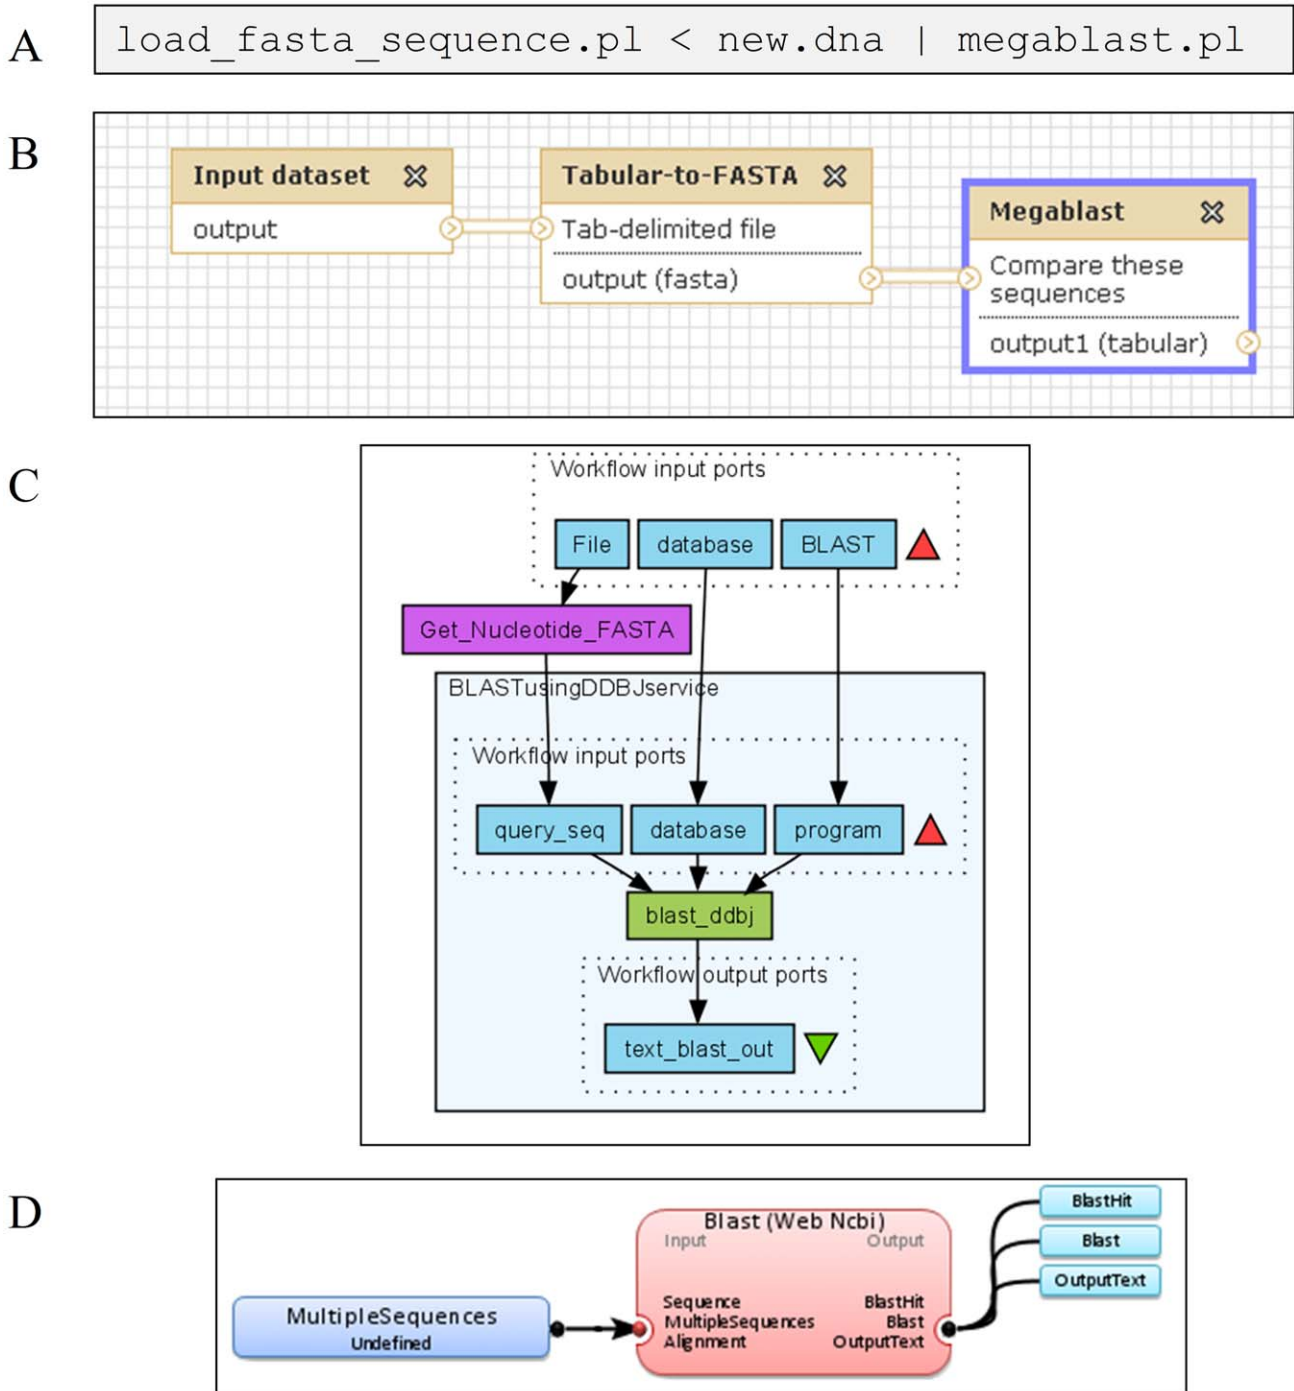 A
load_fasta_sequence.pl < new.dna | megablast.pl
B
Input dataset
output
Tabular-to-FASTA
Tab-delimited file
output (fasta)
Megablast
Compare these
sequences
output1 (tabular)
C
Workflow input ports
File database BLAST
Get_Nucleotide_FASTA
BLASTusingDDBJservice
Workflow input ports
query_seq database program
blast_ddbj
Workflow output ports
text_blast_out
D
MultipleSequences
Undefined
Blast (Web Ncbi)
Input Output
Sequence BlastHit
MultipleSequences Blast
Alignment OutputText
BlastHit
Blast
OutputText